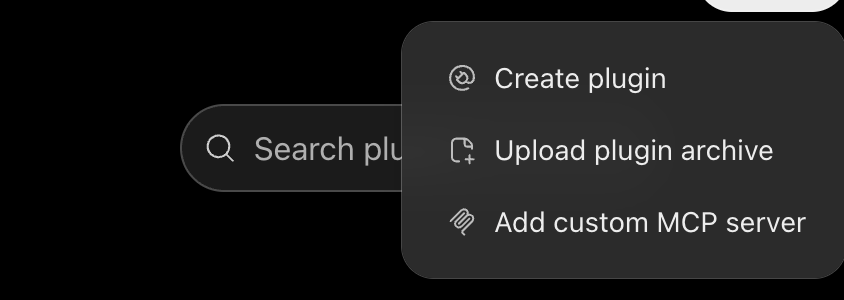 Create plugin
Search plu
Upload plugin archive
Add custom MCP server